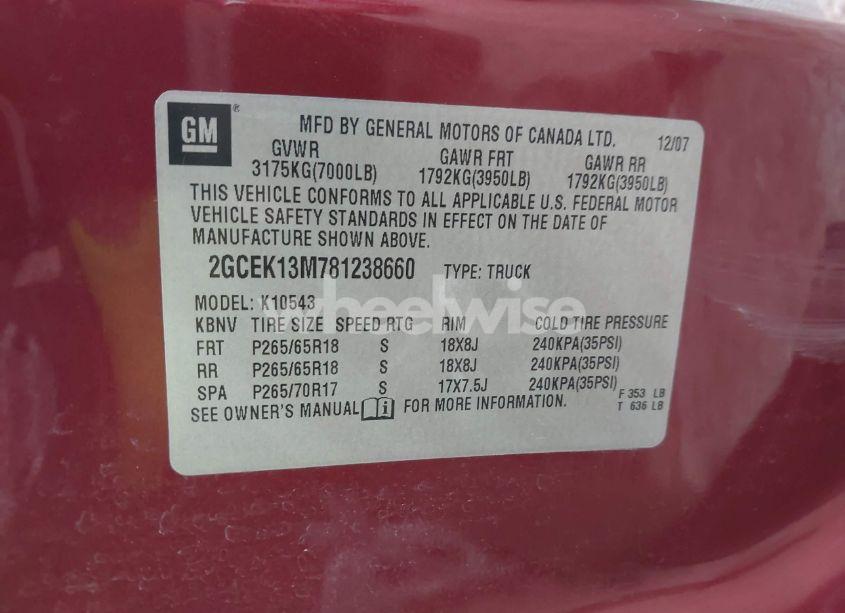 GM ®
MFD BY GENERAL MOTORS OF CANADA LTD. 12/07
GVWR GAWR FRT GAWR RR
3175KG(7000LB) 1792KG(3950LB) 1792KG(3950LB)
THIS VEHICLE CONFORMS TO ALL APPLICABLE U.S. FEDERAL MOTOR
VEHICLE SAFETY STANDARDS IN EFFECT ON THE DATE OF
MANUFACTURE SHOWN ABOVE.
2GCEK13M781238660 TYPE: TRUCK
wheelwise
MODEL: K10543
KBNV TIRE SIZE SPEED RTG RIM COLD TIRE PRESSURE
FRT P265/65R18 S 18X8J 240KPA(35PSI)
RR P265/65R18 S 18X8J 240KPA(35PSI)
SPA P265/70R17 S 17X7.5J 240KPA(35PSI) F 353 LB
SEE OWNER'S MANUAL i FOR MORE INFORMATION. T 636 LB